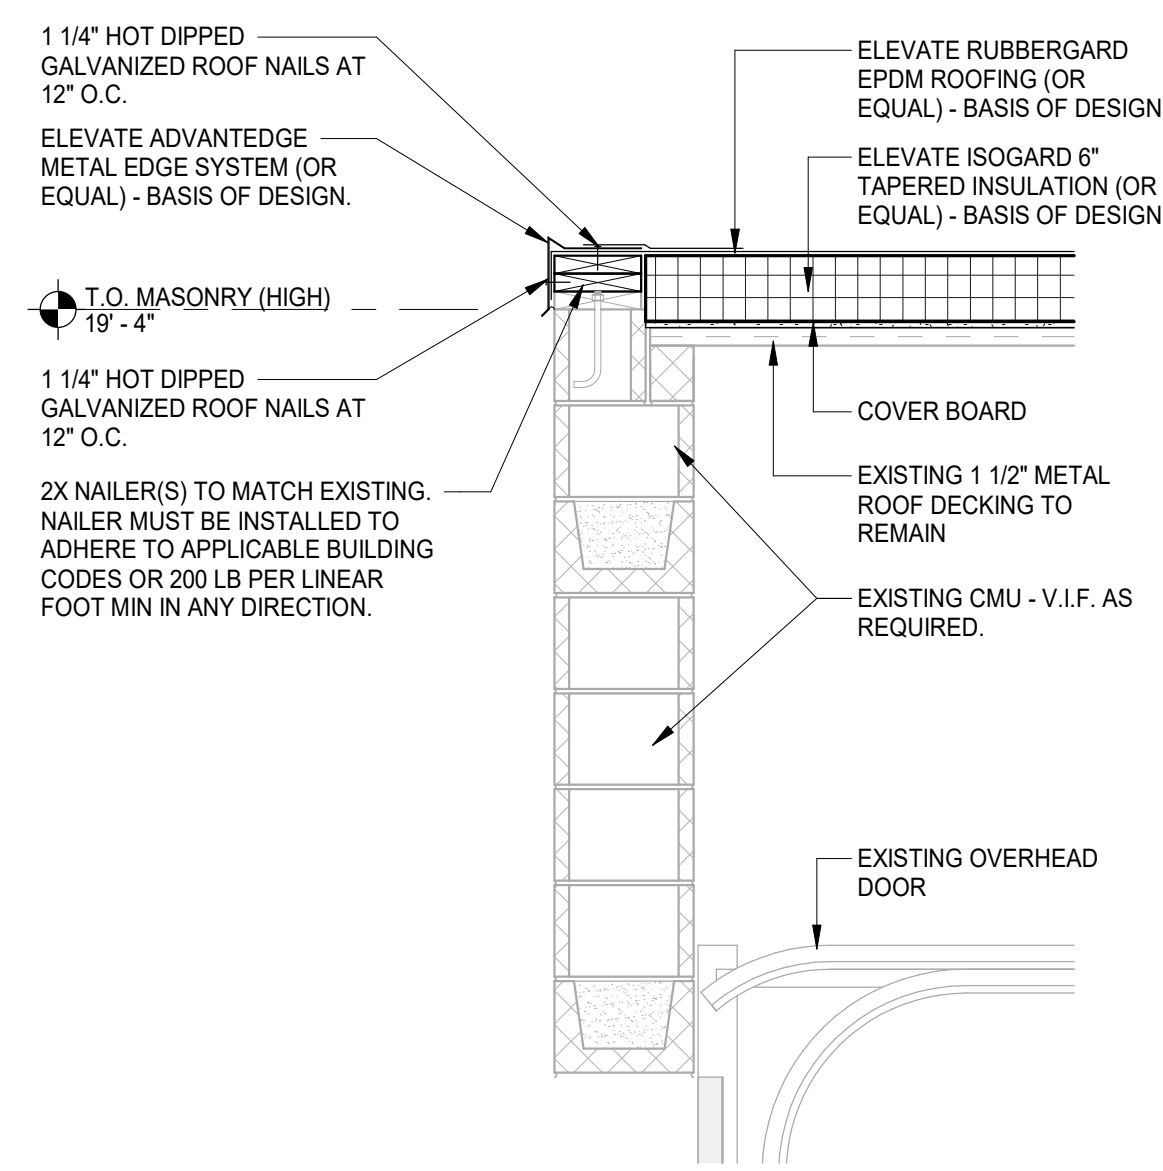 1 1/4" HOT DIPPED
GALVANIZED ROOF NAILS AT
12" O.C.
ELEVATE ADVANTEDGE
METAL EDGE SYSTEM (OR
EQUAL) - BASIS OF DESIGN.
T.O. MASONRY (HIGH)
19' - 4"
1 1/4" HOT DIPPED
GALVANIZED ROOF NAILS AT
12" O.C.
2X NAILER(S) TO MATCH EXISTING.
NAILER MUST BE INSTALLED TO
ADHERE TO APPLICABLE BUILDING
CODES OR 200 LB PER LINEAR
FOOT MIN IN ANY DIRECTION.
ELEVATE RUBBERGARD
EPDM ROOFING (OR
EQUAL) - BASIS OF DESIGN
ELEVATE ISOGARD 6"
TAPERED INSULATION (OR
EQUAL) - BASIS OF DESIGN
COVER BOARD
EXISTING 1 1/2" METAL
ROOF DECKING TO
REMAIN
EXISTING CMU - V.I.F. AS
REQUIRED.
EXISTING OVERHEAD
DOOR